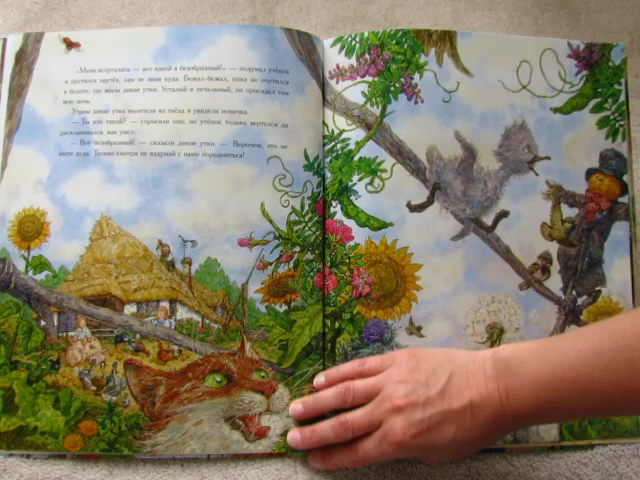 «Меня испугались — вот какой я безобразный!» — подумал утёнок
и пустился наутёк, сам не зная куда. Бежал-бежал, пока не очутился
в болоте, где жили дикие утки. Усталый и печальный, он просидел там
всю ночь.
Утром дикие утки вылетели из гнёзд и увидели новичка.
— Ты кто такой? — спросили они; но утёнок только вертелся да
раскланивался, как умел.
— Вот безобразный! — сказали дикие утки. — Впрочем, это не
наше дело. Только смотри не вздумай с нами породниться!